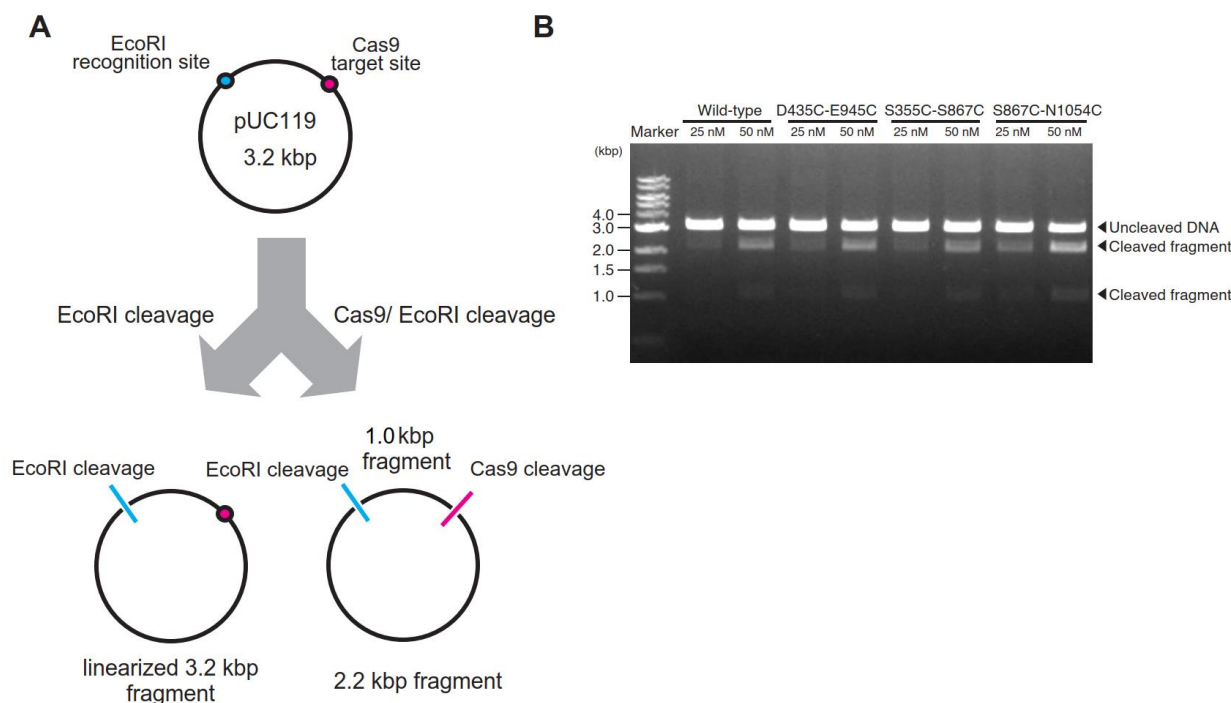 A
EcoRI
recognition site
Cas9
target site
pUC119
3.2 kbp
EcoRI cleavage
Cas9/ EcoRI cleavage
EcoRI cleavage
EcoRI cleavage
1.0 kbp
fragment
Cas9 cleavage
linearized 3.2 kbp
fragment
2.2 kbp fragment
B
Wild-type D435C-E945C S355C-S867C S867C-N1054C
Marker 25 nM 50 nM 25 nM 50 nM 25 nM 50 nM 25 nM 50 nM
(kbp)
4.0
3.0 Uncleaved DNA
2.0 Cleaved fragment
1.5
1.0 Cleaved fragment